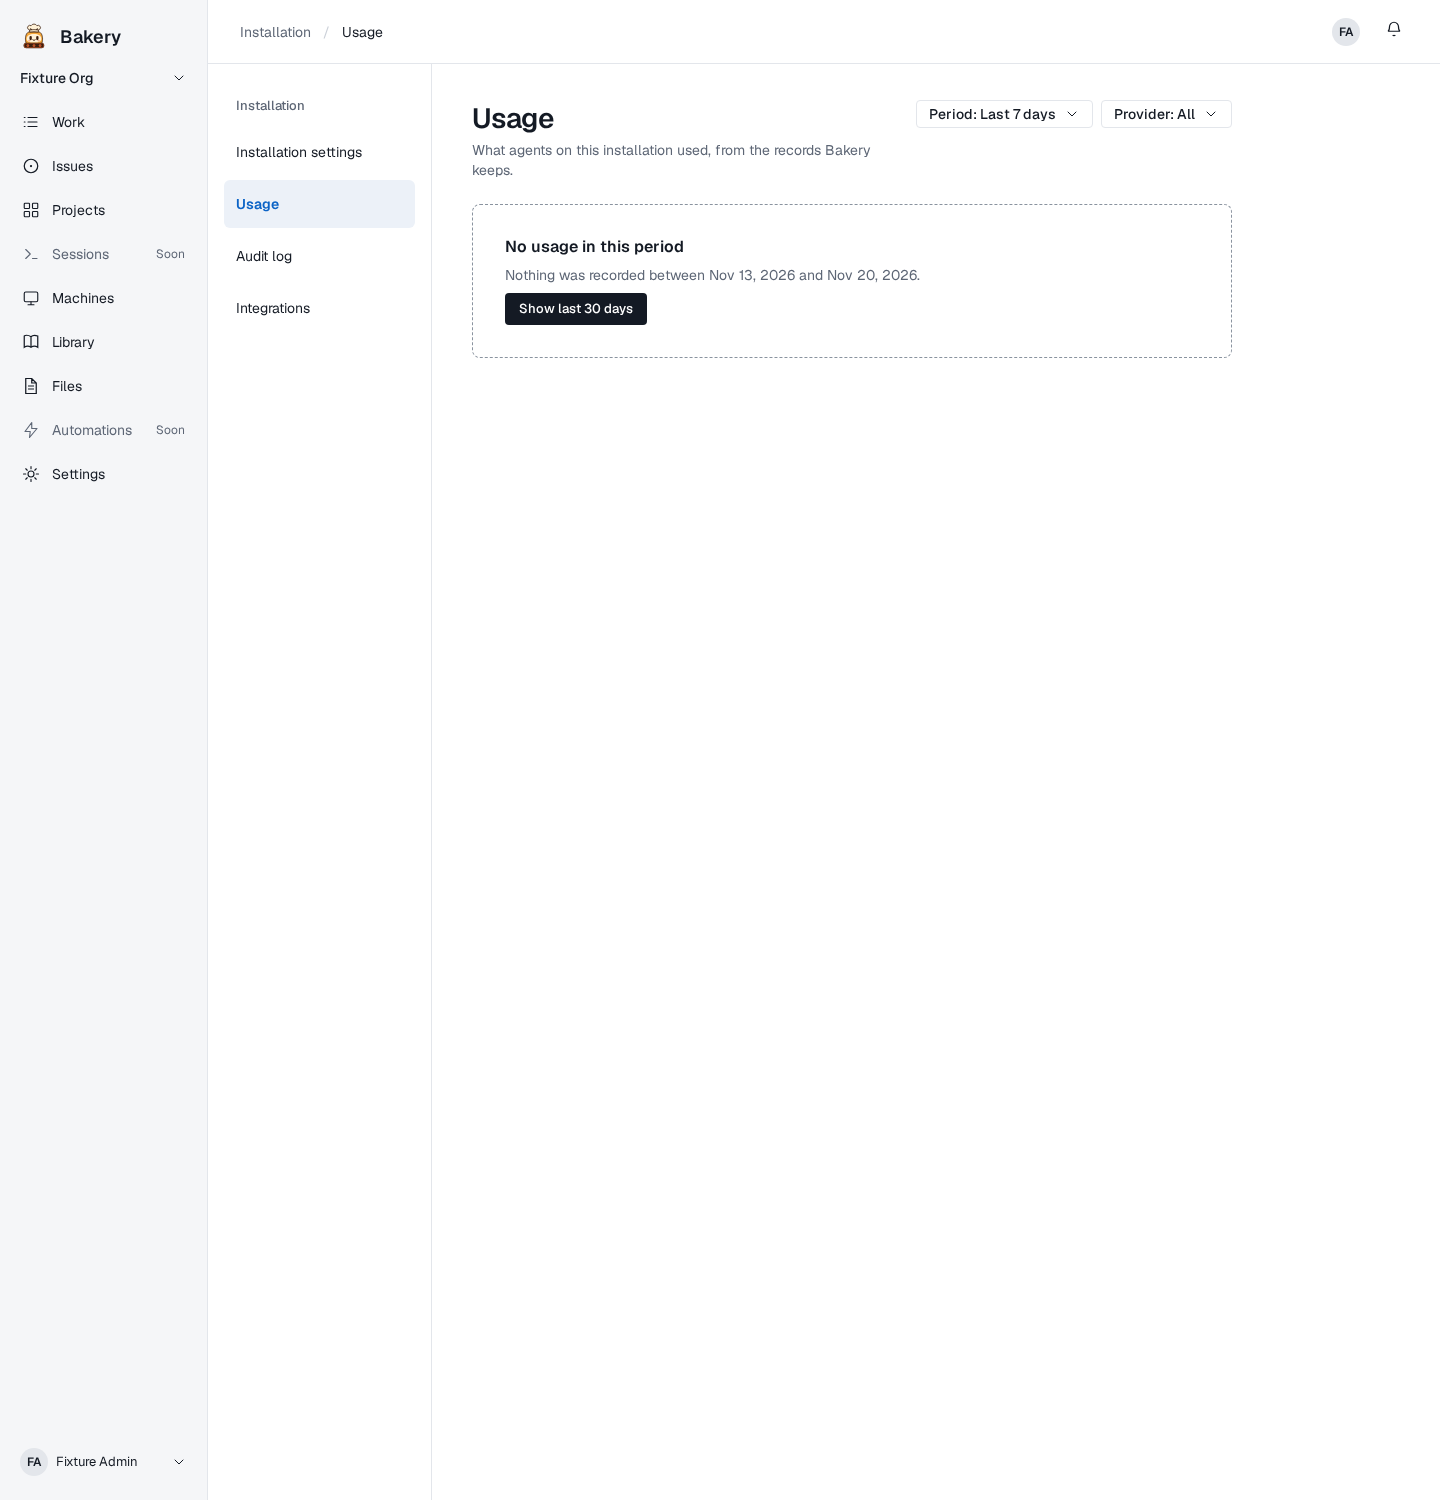 Bakery
Fixture Org
Work
Issues
Projects
Sessions Soon
Machines
Library
Files
Automations Soon
Settings
FA Fixture Admin
Installation / Usage
FA
Installation
Installation settings
Usage
Audit log
Integrations
Usage
What agents on this installation used, from the records Bakery
keeps.
Period: Last 7 days
Provider: All
No usage in this period
Nothing was recorded between Nov 13, 2026 and Nov 20, 2026.
Show last 30 days